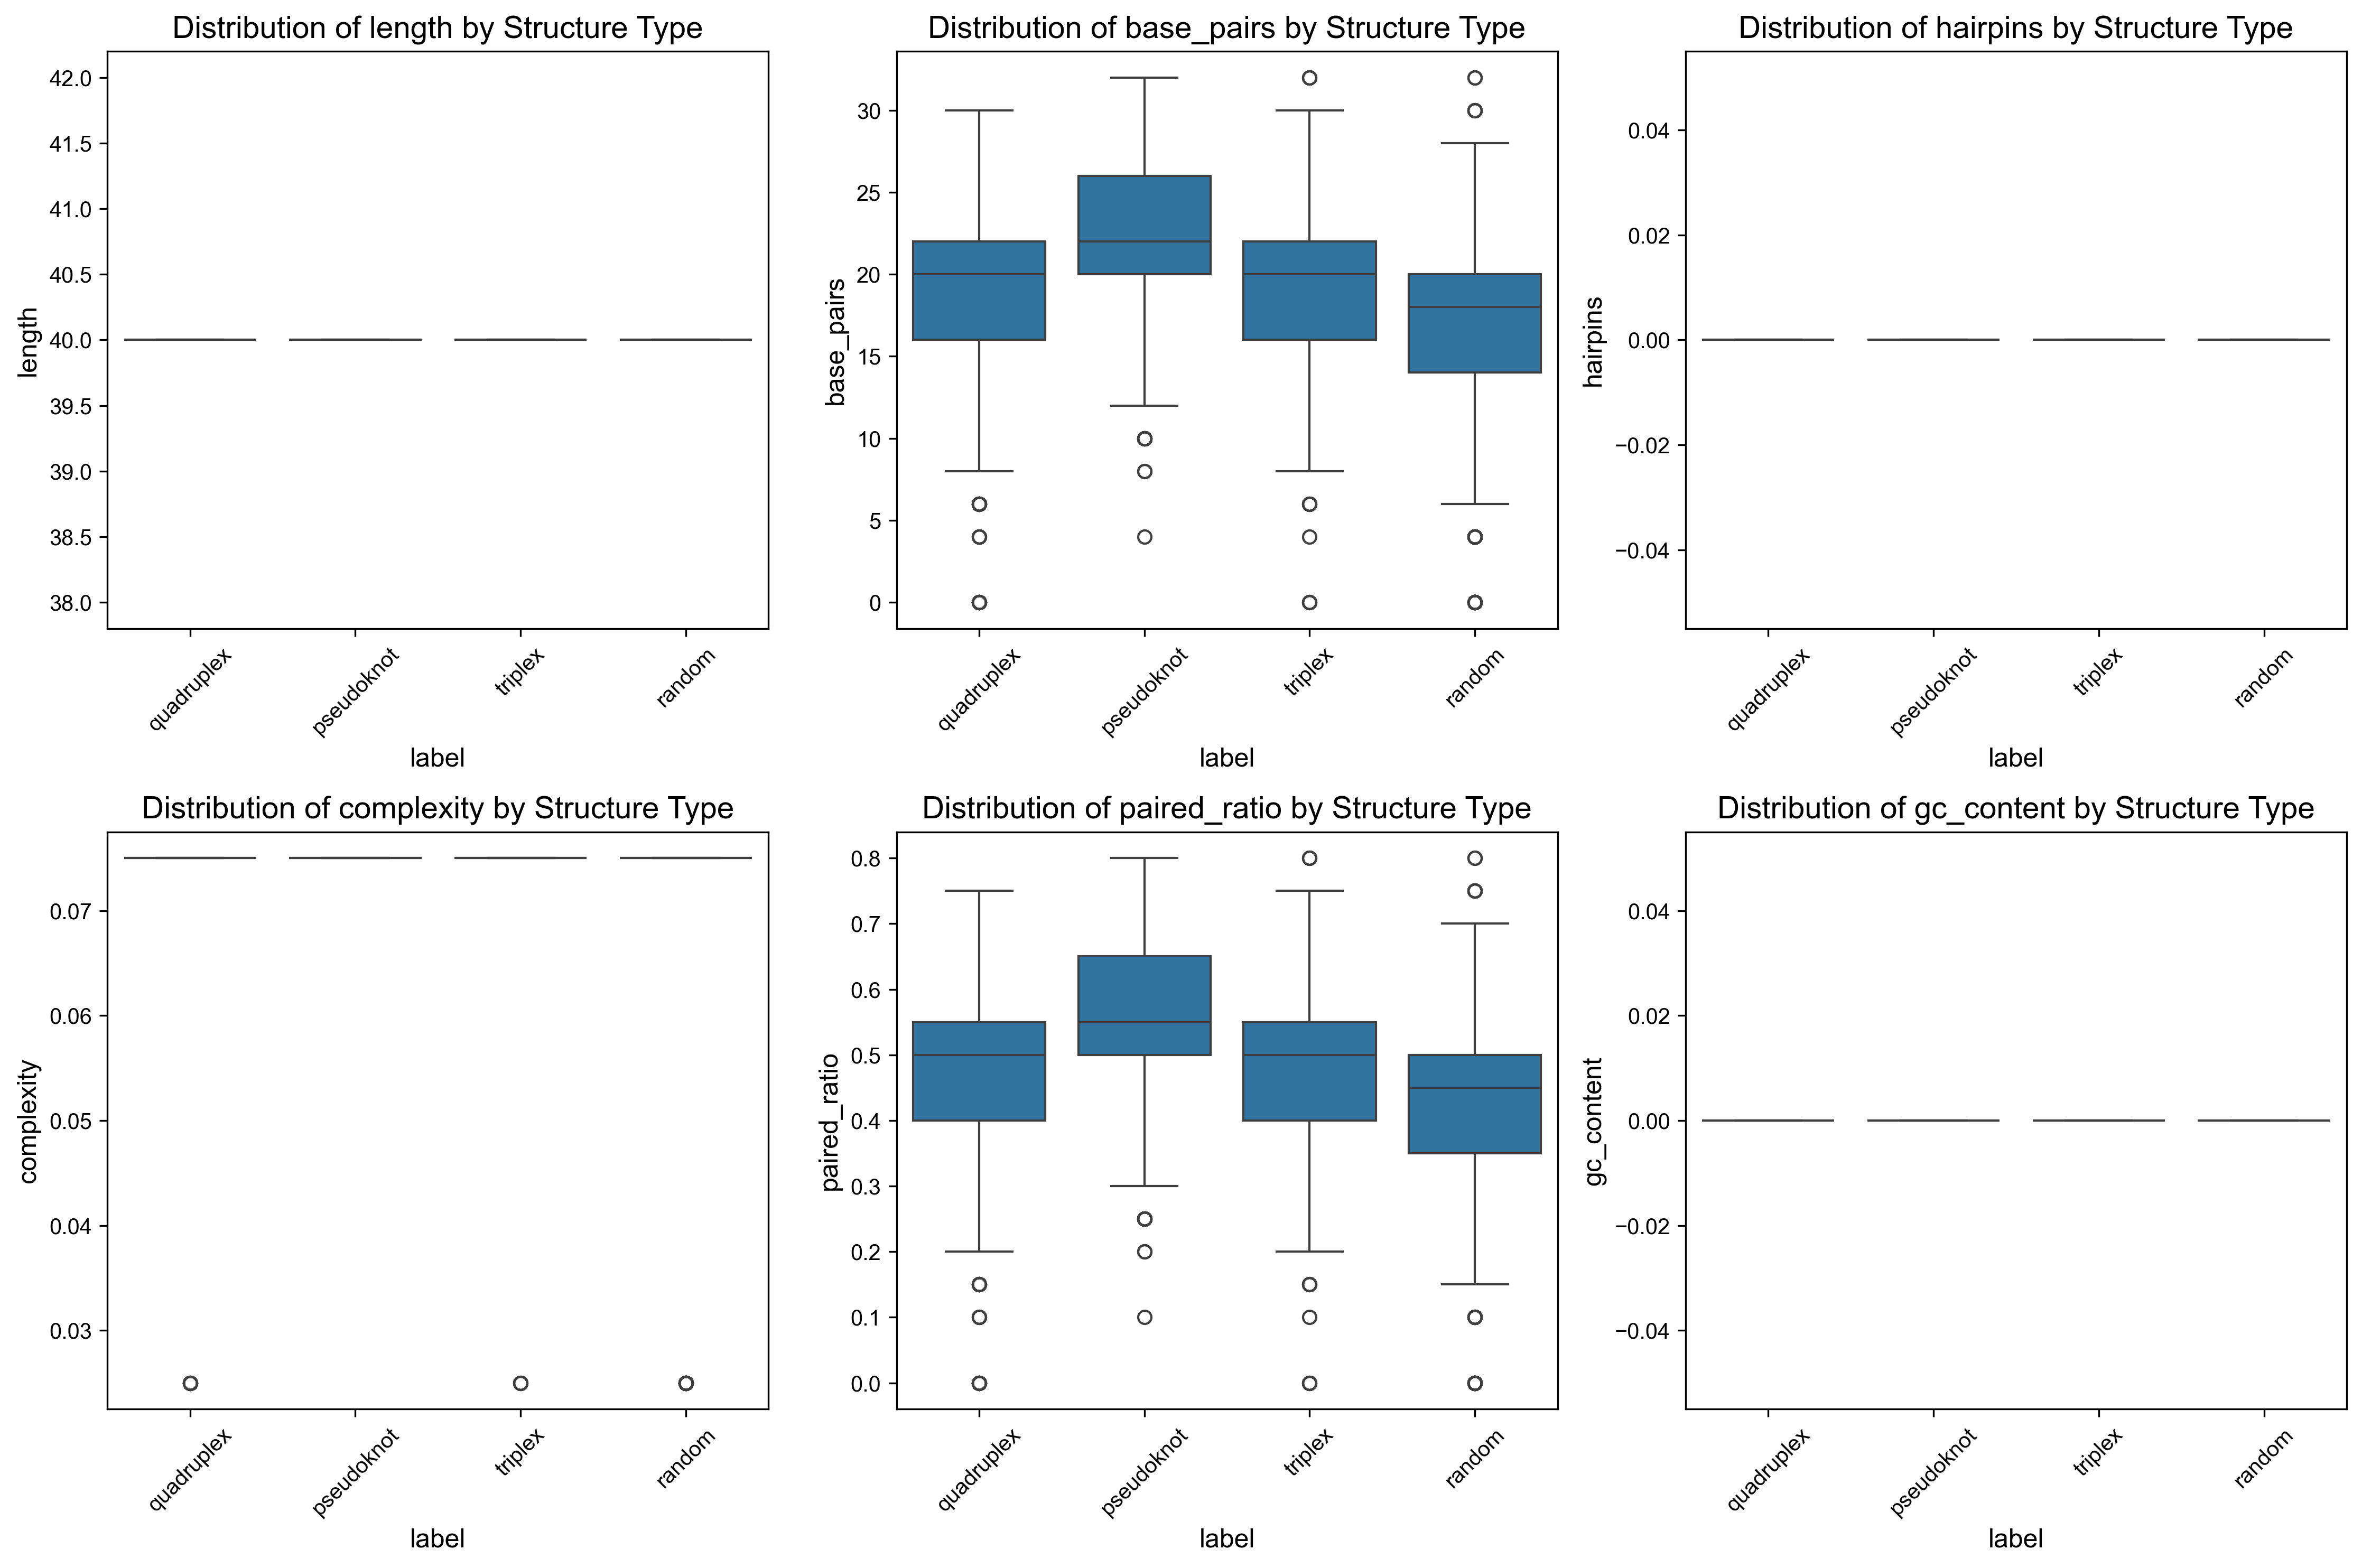 Distribution of length by Structure Type
42.0
41.5
41.0
40.5
40.0
39.5
39.0
38.5
38.0
length
quadruplex
pseudoknot
triplex
random
label
Distribution of base_pairs by Structure Type
30
25
20
15
10
5
0
base_pairs
quadruplex
pseudoknot
triplex
random
label
Distribution of hairpins by Structure Type
0.04
0.02
0.00
−0.02
−0.04
hairpins
quadruplex
pseudoknot
triplex
random
label
Distribution of complexity by Structure Type
0.07
0.06
0.05
0.04
0.03
complexity
quadruplex
pseudoknot
triplex
random
label
Distribution of paired_ratio by Structure Type
0.8
0.7
0.6
0.5
0.4
0.3
0.2
0.1
0.0
paired_ratio
quadruplex
pseudoknot
triplex
random
label
Distribution of gc_content by Structure Type
0.04
0.02
0.00
−0.02
−0.04
gc_content
quadruplex
pseudoknot
triplex
random
label